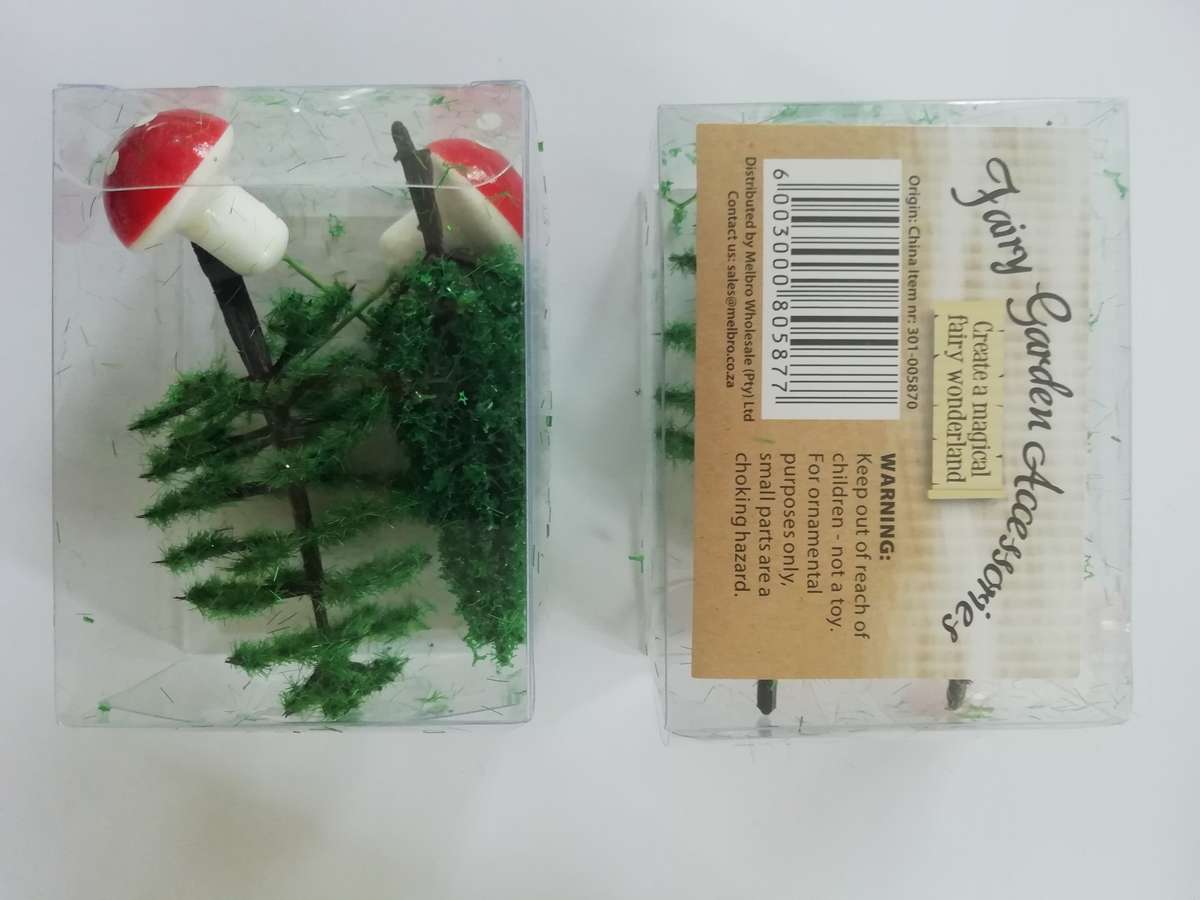 Fairy Garden Accessories
Create a magical
fairy wonderland
Origin: China Item nr: 301-005870
6 003000 805877
Distributed by Melbro Wholesale (Pty) Ltd
Contact us: sales@melbro.co.za
WARNING:
Keep out of reach of
children - not a toy.
For ornamental
purposes only,
small parts are a
choking hazard.